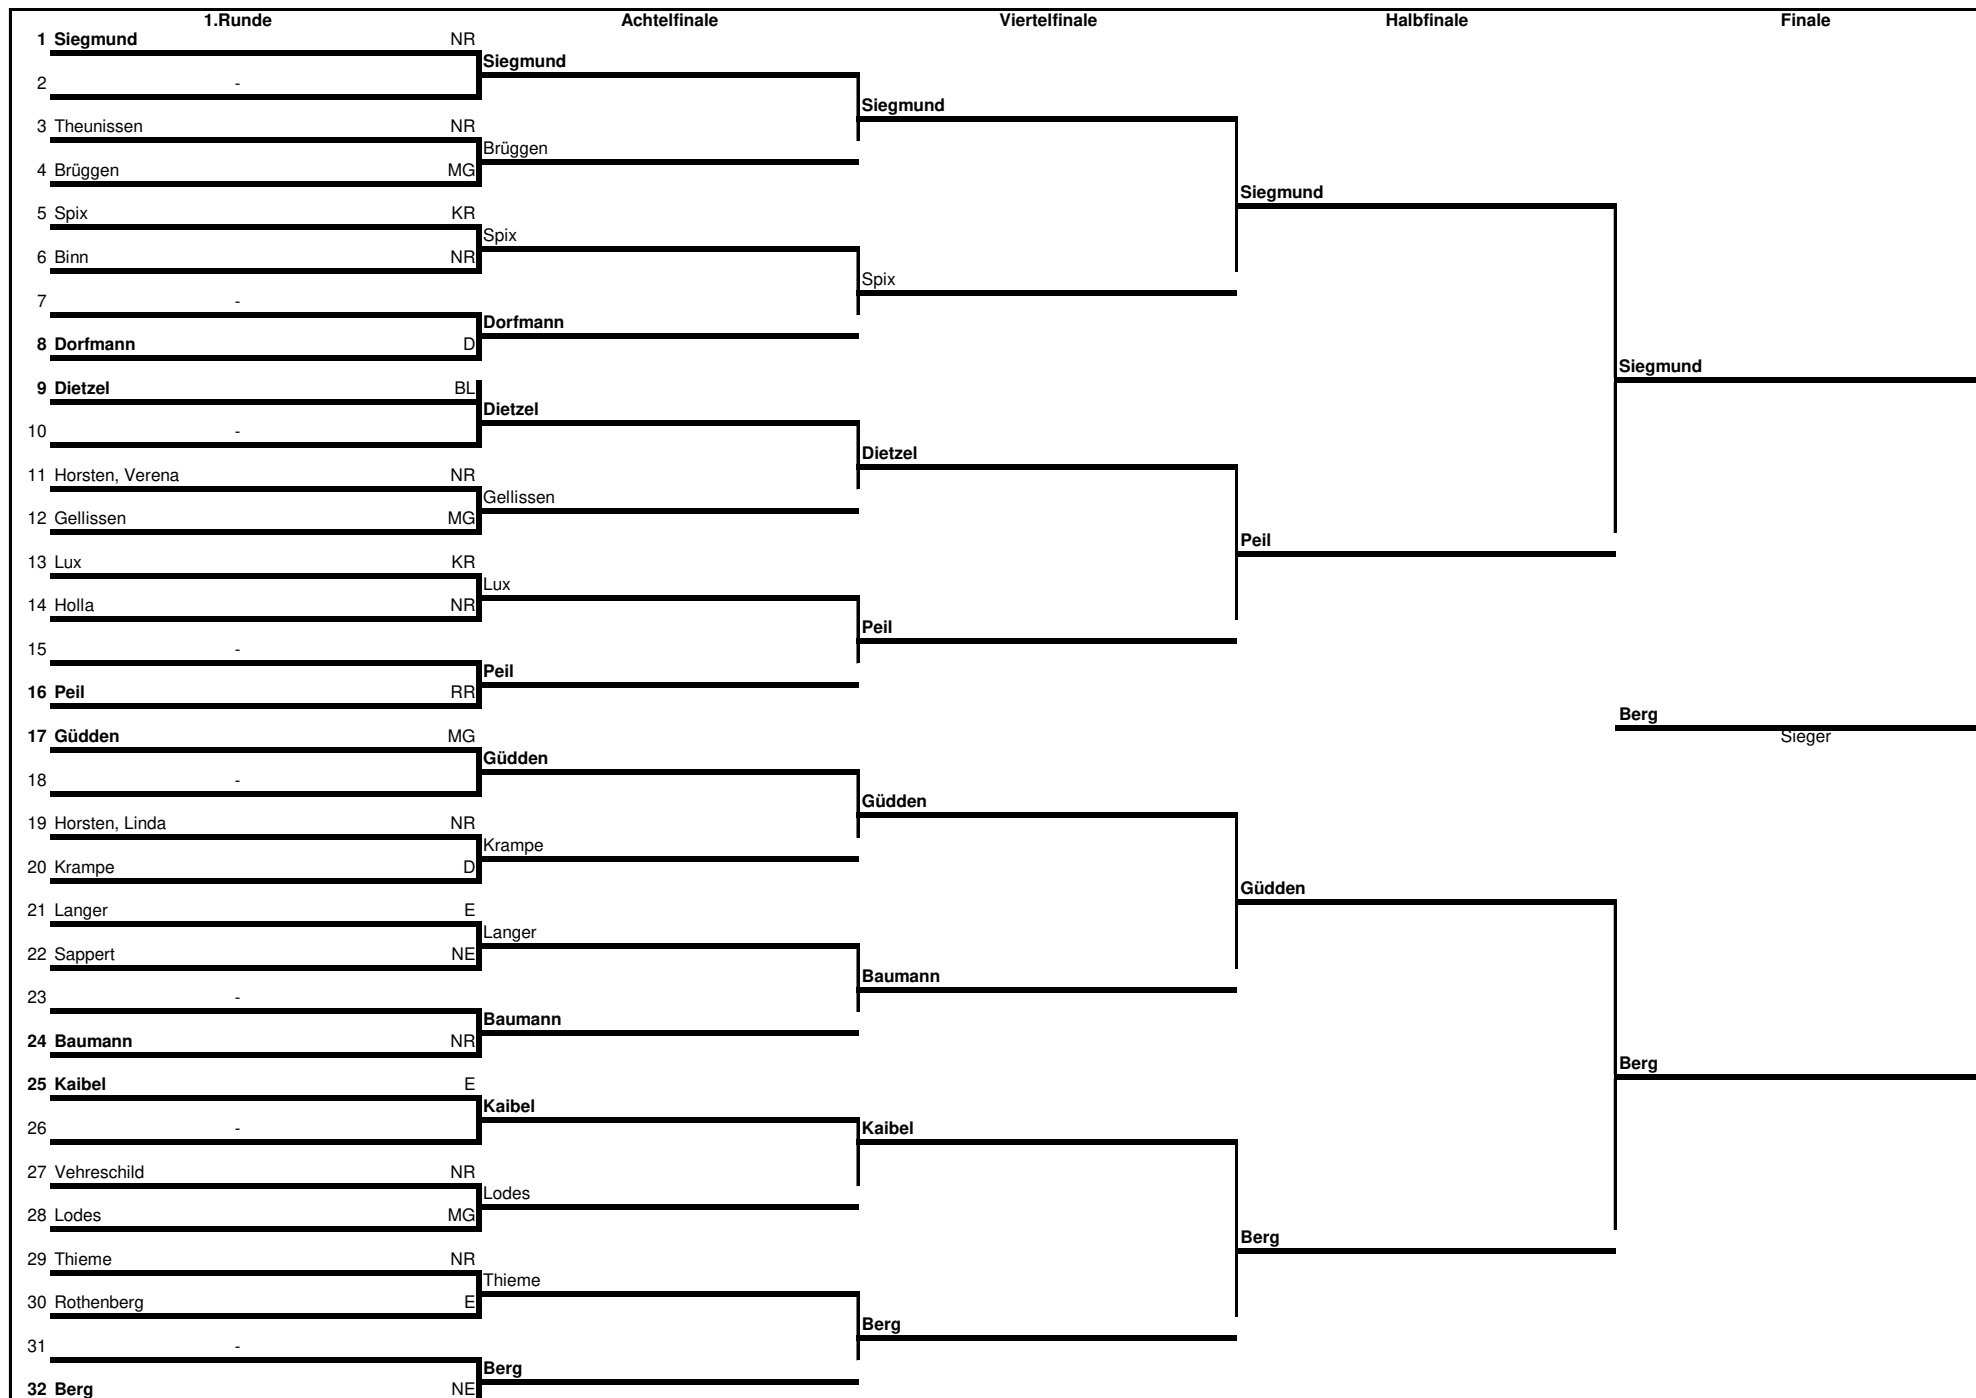 1.Runde Achtelfinale Viertelfinale Halbfinale Finale
1 Siegmund NR
Siegmund
2 -
Siegmund
3 Theunissen NR
Brüggen
4 Brüggen MG
Siegmund
5 Spix KR
Spix
6 Binn NR
Spix
7 -
Dorfmann
8 Dorfmann D
Siegmund
9 Dietzel BL
Dietzel
10 -
Dietzel
11 Horsten, Verena NR
Gellissen
12 Gellissen MG
Peil
13 Lux KR
Lux
14 Holla NR
Peil
15 -
Peil
16 Peil RR
Berg
17 Güdden MG
Sieger
Güdden
18 -
Güdden
19 Horsten, Linda NR
Krampe
20 Krampe D
Güdden
21 Langer E
Langer
22 Sappert NE
Baumann
23 -
Baumann
24 Baumann NR
Berg
25 Kaibel E
Kaibel
26 -
Kaibel
27 Vehreschild NR
Lodes
28 Lodes MG
Berg
29 Thieme NR
Thieme
30 Rothenberg E
Berg
31 -
Berg
32 Berg NE